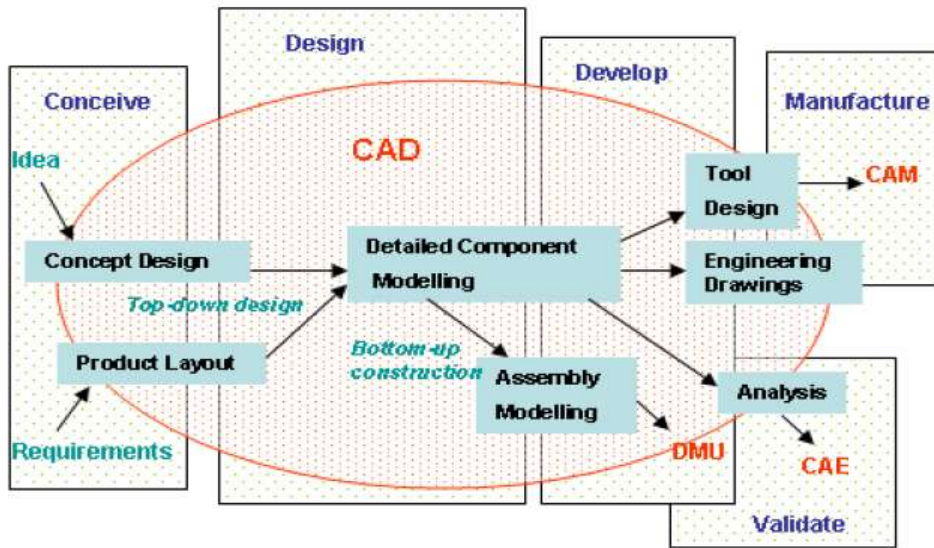 Design
Develop
Conceive
Manufacture
CAD
Idea
Tool
Design
CAM
Concept Design
Detailed Component
Modelling
Engineering
Drawings
Top-down design
Product Layout
Bottom-up
construction
Assembly
Modelling
Analysis
Requirements
DMU
CAE
Validate